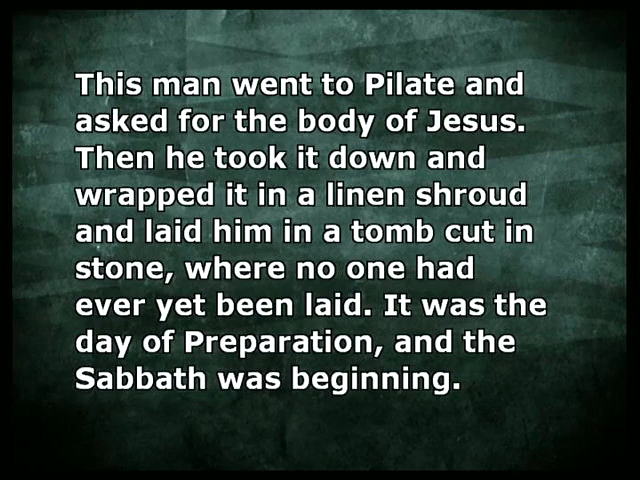 This man went to Pilate and
asked for the body of Jesus.
Then he took it down and
wrapped it in a linen shroud
and laid him in a tomb cut in
stone, where no one had
ever yet been laid. It was the
day of Preparation, and the
Sabbath was beginning.